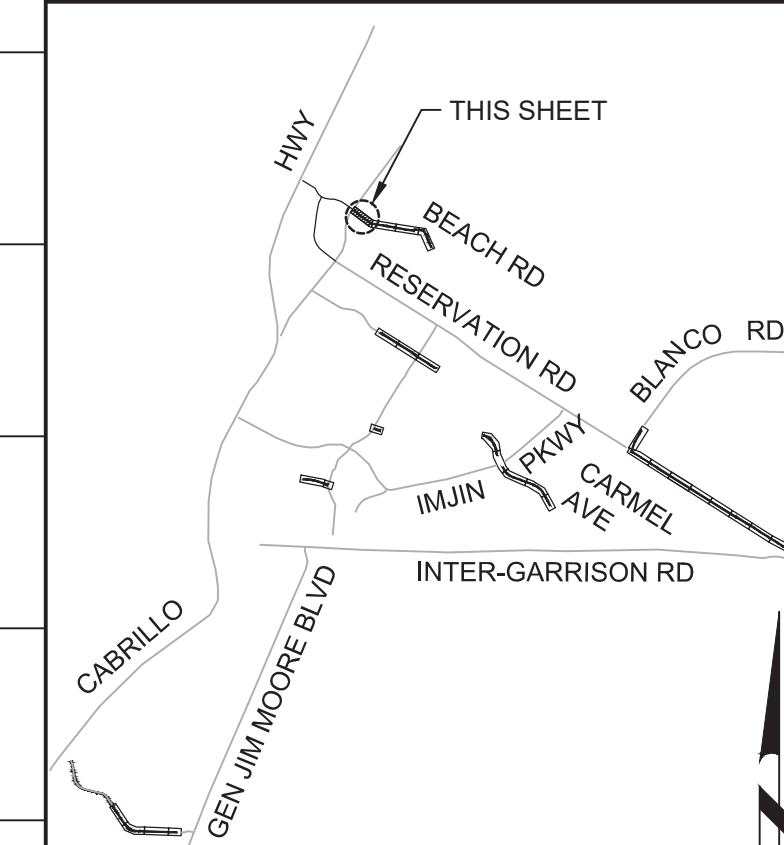 THIS SHEET
HWY
BEACH RD
RESERVATION RD
BLANCO RD
PKWY
IMJIN
CARMEL
AVE
INTER-GARRISON RD
CABRILLO
GEN JIM MOORE BLVD